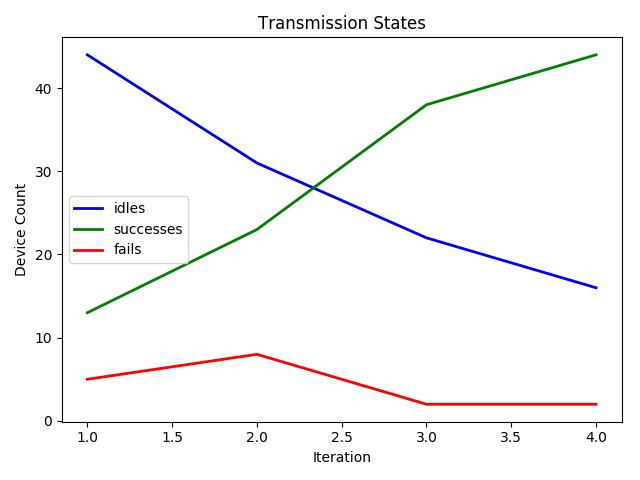 Transmission States
Device Count
40
30
20
10
0
idles
successes
fails
1.0 1.5 2.0 2.5 3.0 3.5 4.0
Iteration